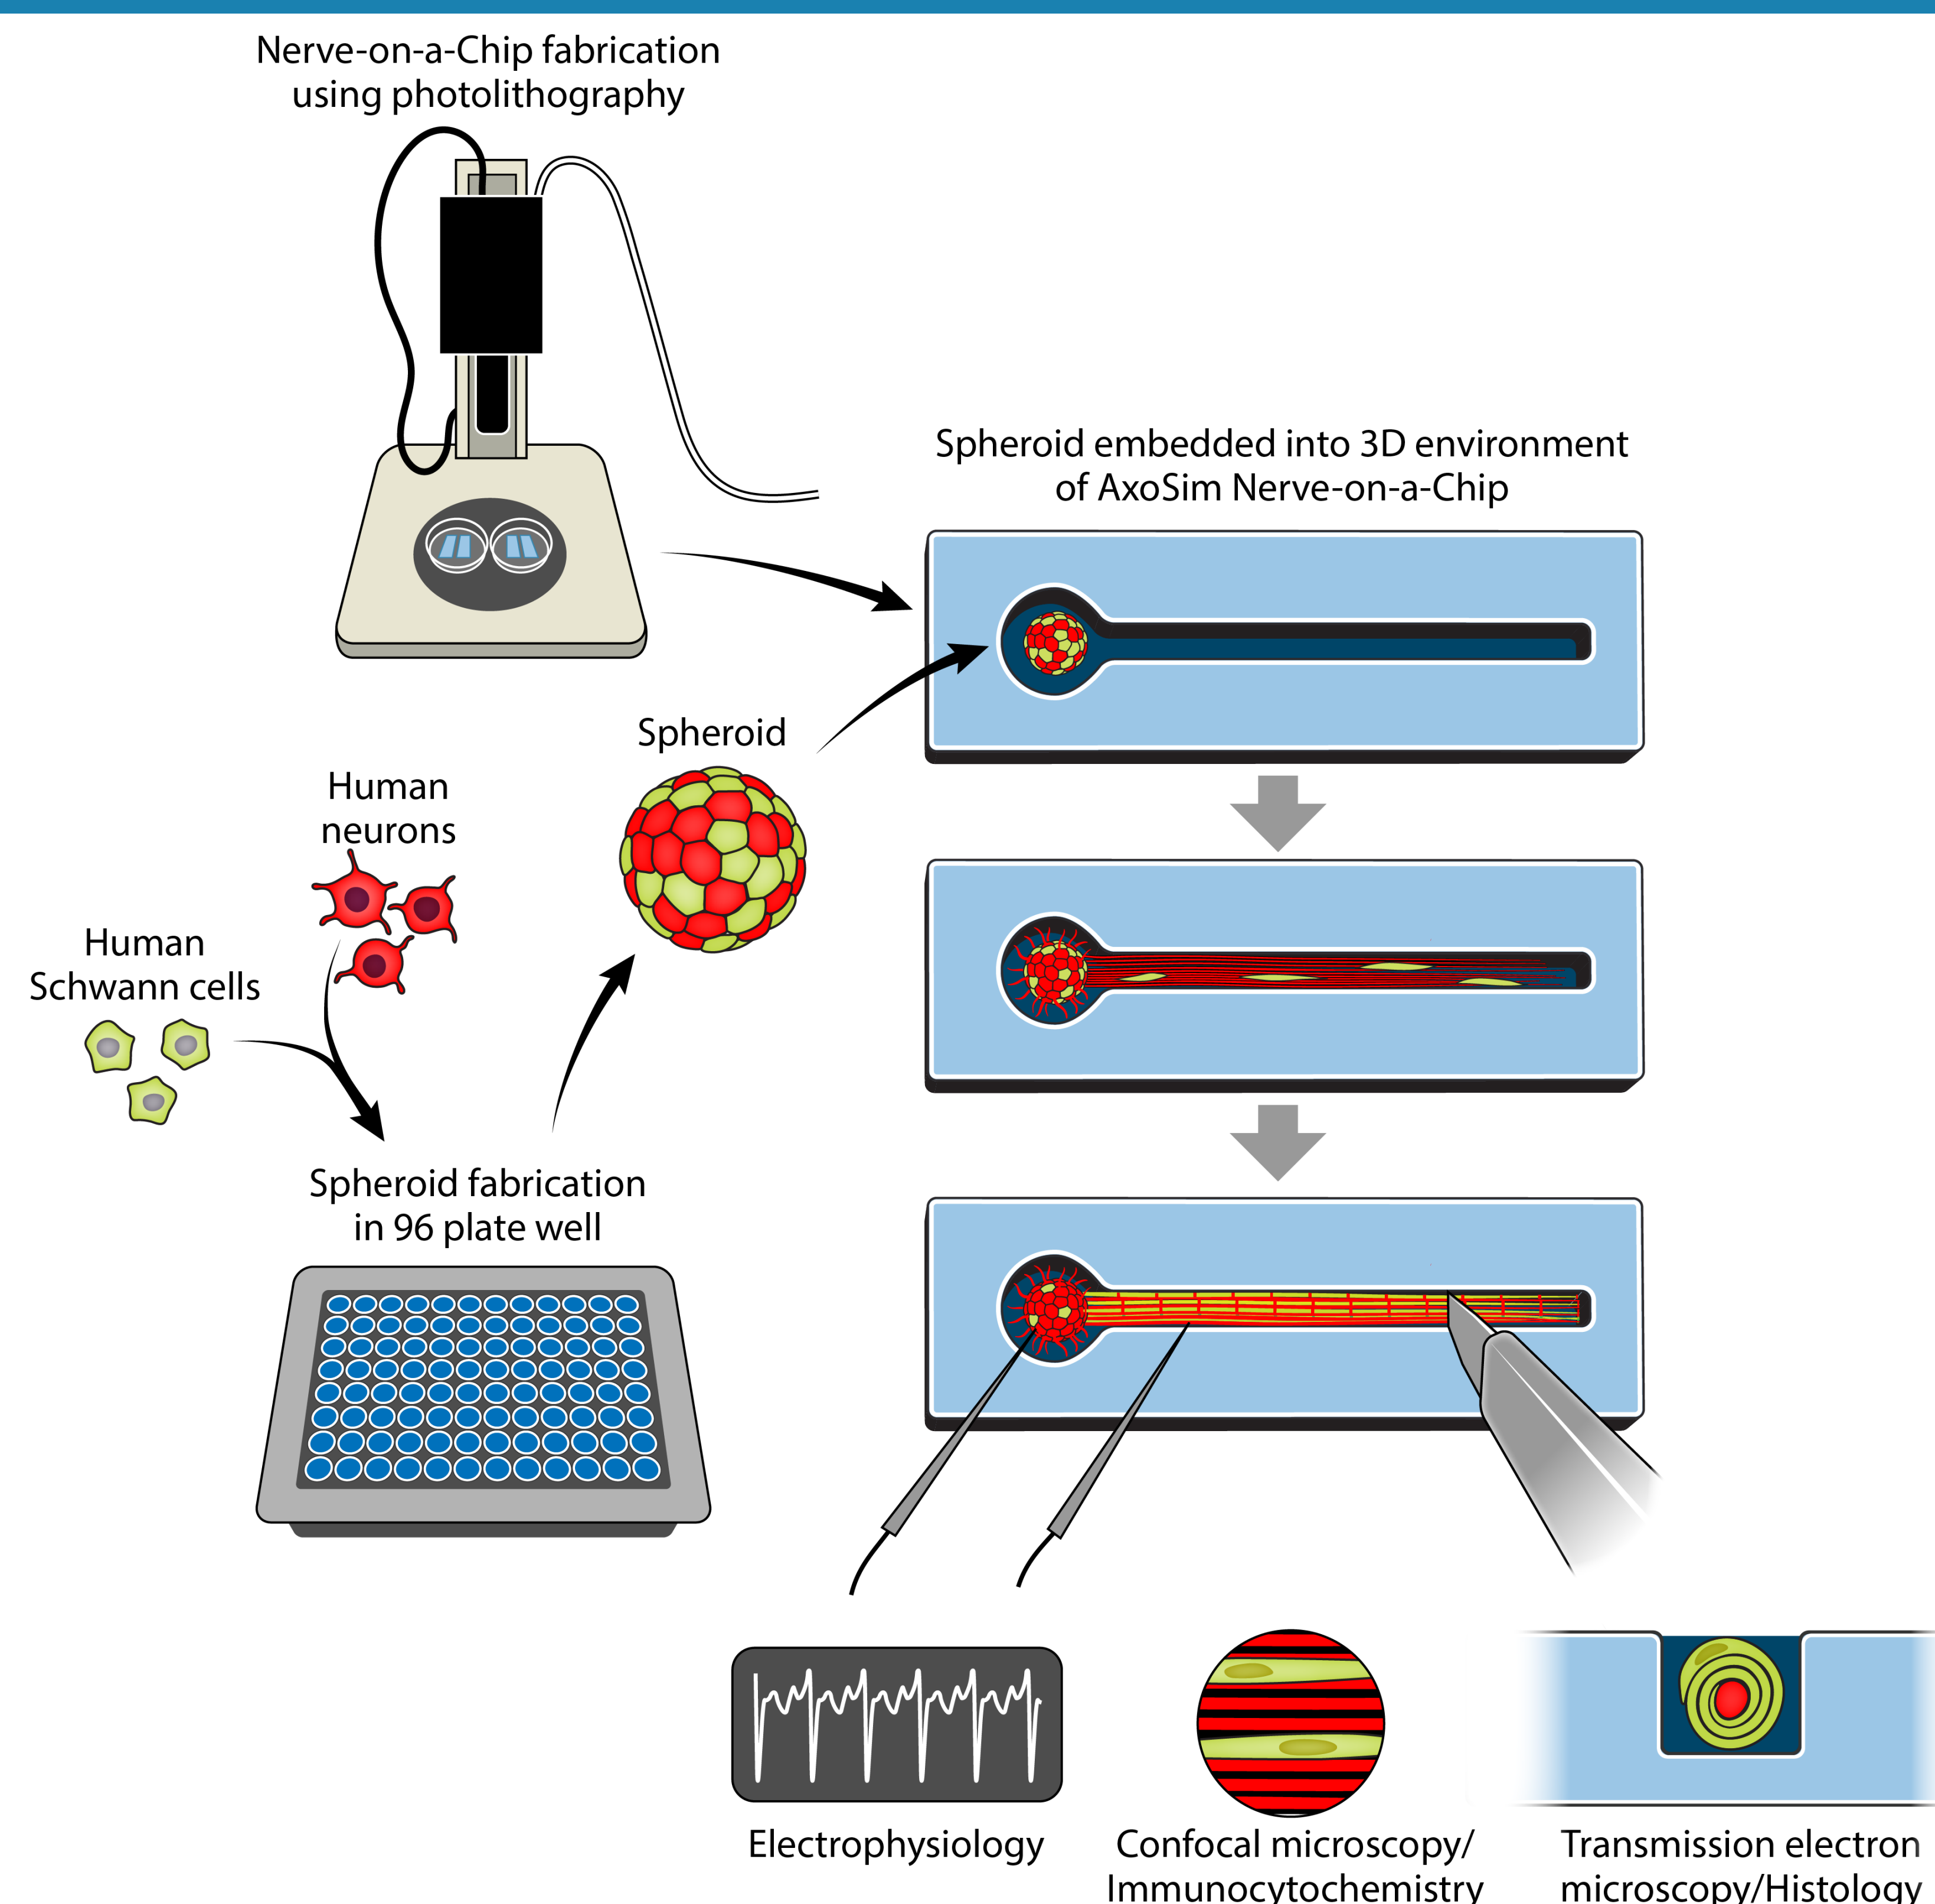 Nerve-on-a-Chip fabrication
using photolithography
Spheroid embedded into 3D environment
of AxoSim Nerve-on-a-Chip
Spheroid
Human
neurons
Human
Schwann cells
Spheroid fabrication
in 96 plate well
Electrophysiology
Confocal microscopy/
Immunocytochemistry
Transmission electron
microscopy/Histology